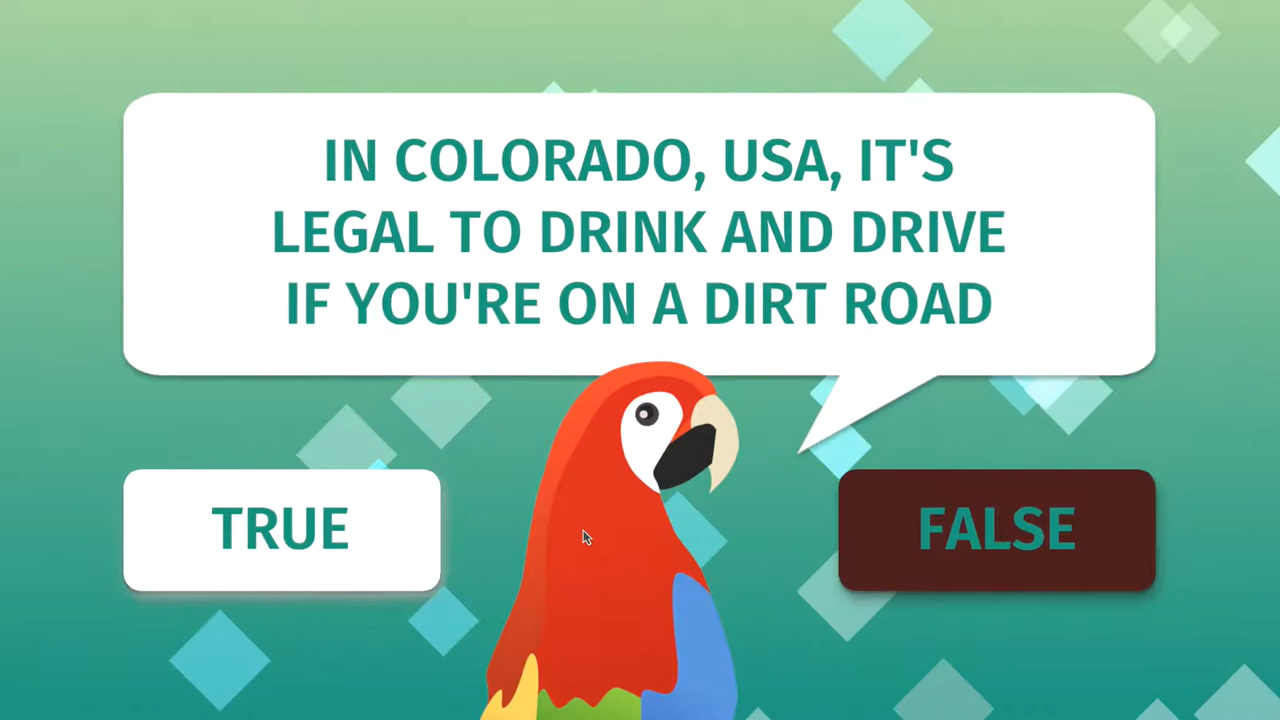 IN COLORADO, USA, IT'S
LEGAL TO DRINK AND DRIVE
IF YOU'RE ON A DIRT ROAD
TRUE
FALSE